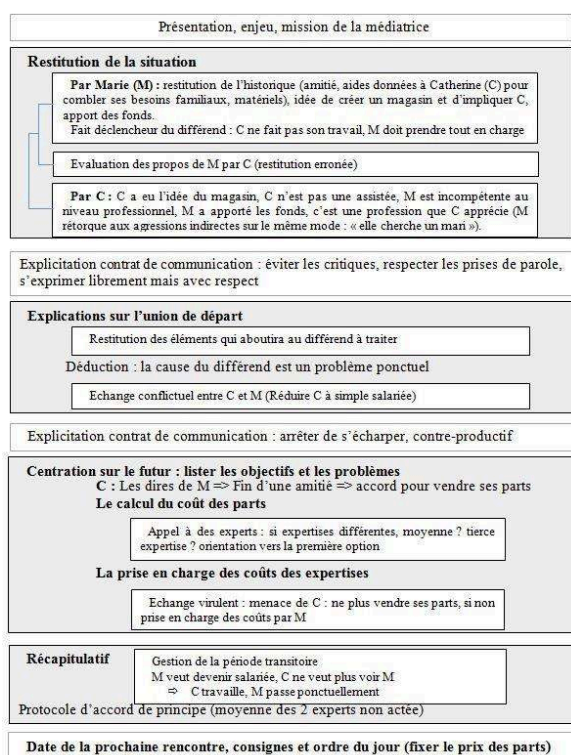 Présentation, enjeu, mission de la médiatrice
Restitution de la situation
Par Marie (M) : restitution de l’historique (amitié, aides données à Catherine (C) pour
combler ses besoins familiaux, matériels), idée de créer un magasin et d’impliquer C,
apport des fonds.
Fait déclencheur du différend : C ne fait pas son travail, M doit prendre tout en charge
Evaluation des propos de M par C (restitution erronée)
Par C : C a eu l’idée du magasin, C n’est pas une assistée, M est incompétente au
niveau professionnel, M a apporté les fonds, c’est une profession que C apprécie (M
rétorque aux agressions indirectes sur le même mode : « elle cherche un mari »).
Explicitation contrat de communication : éviter les critiques, respecter les prises de parole,
s’exprimer librement mais avec respect
Explications sur l’union de départ
Restitution des éléments qui aboutira au différend à traiter
Déduction : la cause du différend est un problème ponctuel
Echange conflictuel entre C et M (Réduire C à simple salariée)
Explicitation contrat de communication : arrêter de s’écharper, contre-productif
Centration sur le futur : lister les objectifs et les problèmes
C : Les dires de M => Fin d’une amitié => accord pour vendre ses parts
Le calcul du coût des parts
Appel à des experts : si expertises différentes, moyenne ? tierce
expertise ? orientation vers la première option
La prise en charge des coûts des expertises
Echange virulent : menace de C : ne plus vendre ses parts, si non
prise en charge des coûts par M
Récapitulatif
Gestion de la période transitoire
M veut devenir salariée, C ne veut plus voir M
⇒ C travaille, M passe ponctuellement
Protocole d’accord de principe (moyenne des 2 experts non actée)
Date de la prochaine rencontre, consignes et ordre du jour (fixer le prix des parts)